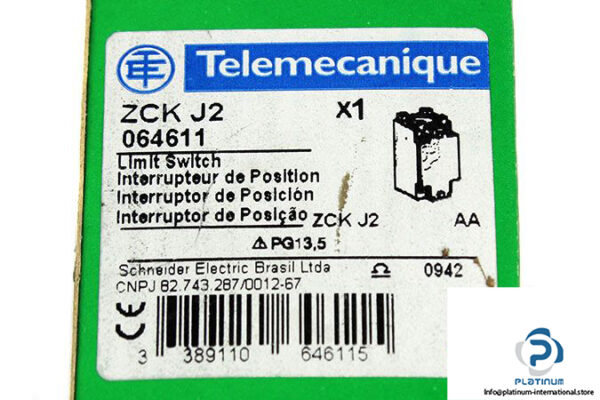 Telemecanique
ZCK J2 X1
064611
Limit Switch
Interrupteur de Position
Interruptor de Posición
Interruptor de Posição ZCK J2 AA
PG13,5
Schneider Electric Brasil Ltda 0942
CNPJ 82.743.287/0012-67
CE
3 389110 646115
PLATINUM
Info@platinum-international.store